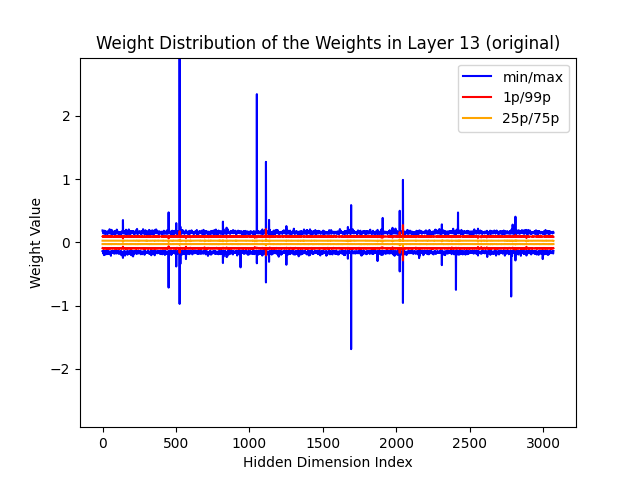 Weight Distribution of the Weights in Layer 13 (original)
min/max
1p/99p
25p/75p
2
1
0
−1
−2
Weight Value
0
500
1000
1500
2000
2500
3000
Hidden Dimension Index